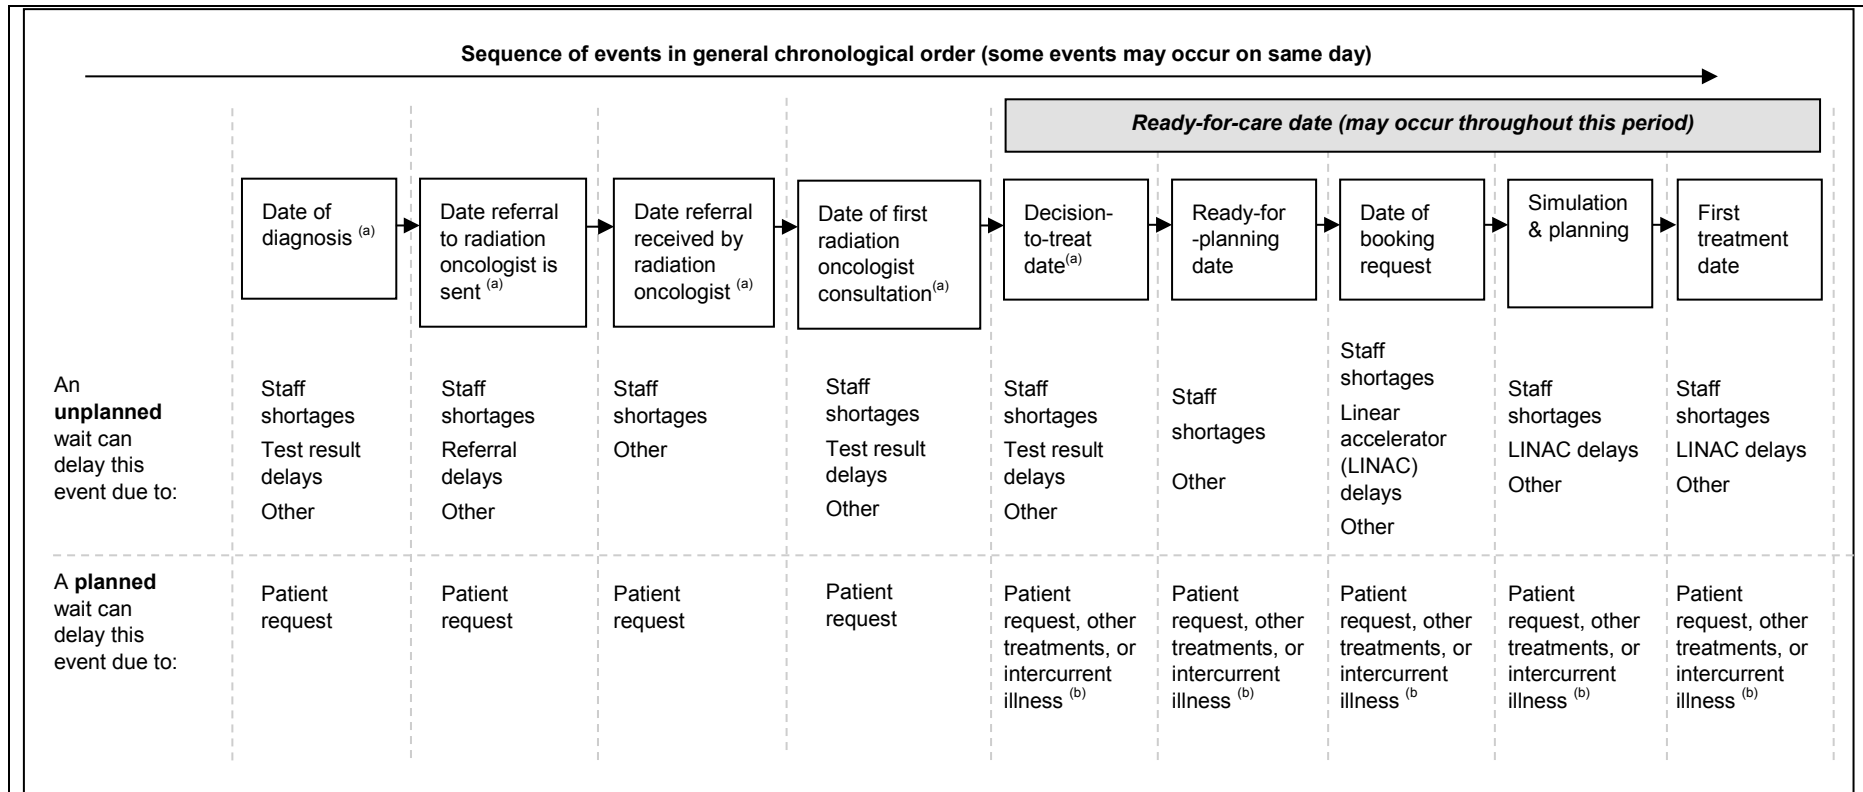 Sequence of events in general chronological order (some events may occur on same day)
Ready-for-care date (may occur throughout this period)
Date of
diagnosis (a)
Date referral
to radiation
oncologist is
sent (a)
Date referral
received by
radiation
oncologist (a)
Date of first
radiation
oncologist
consultation(a)
Decision-
to-treat
date(a)
Ready-for
-planning
date
Date of
booking
request
Simulation
& planning
First
treatment
date
An
unplanned
wait can
delay this
event due to:
Staff
shortages
Test result
delays
Other
Staff
shortages
Referral
delays
Other
Staff
shortages
Other
Staff
shortages
Test result
delays
Other
Staff
shortages
Test result
delays
Other
Staff
shortages
Other
Staff
shortages
Linear
accelerator
(LINAC)
delays
Other
Staff
shortages
LINAC delays
Other
Staff
shortages
LINAC delays
Other
A planned
wait can
delay this
event due to:
Patient
request
Patient
request
Patient
request
Patient
request
Patient
request, other
treatments, or
intercurrent
illness (b)
Patient
request, other
treatments, or
intercurrent
illness (b)
Patient
request, other
treatments, or
intercurrent
illness (b
Patient
request, other
treatments, or
intercurrent
illness (b)
Patient
request, other
treatments, or
intercurrent
illness (b)